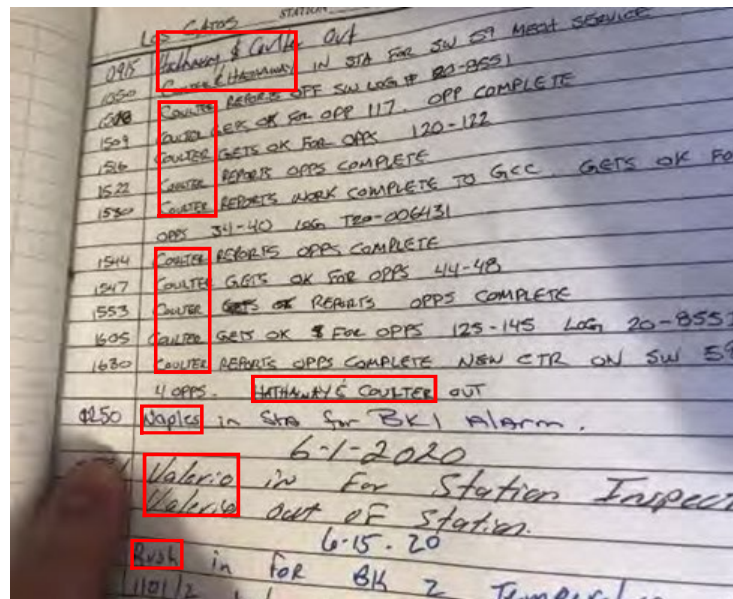 Los Gatos STATION
0915 Hathaway & Coulter Out
1050 COULTER & HATHAWAY IN STA FOR SW 59 MEAT SERVICE
COULTER REPORTS OFF SW LOG # 20-8551
1509 COULTER GETS OK FOR OPP 117. OPP COMPLETE
1516 COULTER GETS OK FOR OPPS 120-122
1522 COULTER REPORTS OPPS COMPLETE
1530 COULTER REPORTS WORK COMPLETE TO GCC. GETS OK FO
OPPS 34-40 LOG T20-006431
1544 COULTER REPORTS OPPS COMPLETE
1547 COULTER GETS OK FOR OPPS 44-48
1553 COULTER REPORTS OPPS COMPLETE
1605 COULTER GETS OK FOR OPPS 125-145 LOG 20-8552
1630 COULTER REPORTS OPPS COMPLETE NEW CTR ON SW 59
4 OPPS. HATHAWAY & COULTER OUT
1250 Naples in Sta for BK1 Alarm.
6-1-2020
Valerio in For Station Inspect
Valerio out of Station.
6-15-20
Rush in FOR BK 2 Temperatur